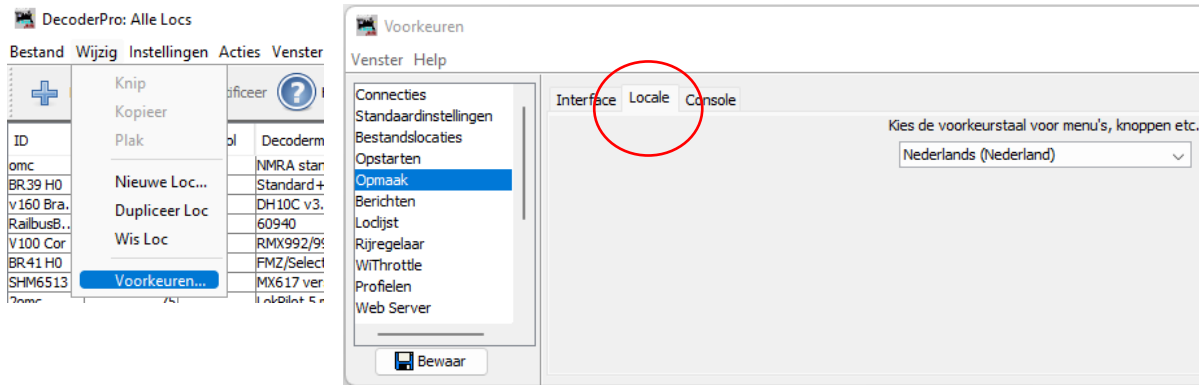 DecoderPro: Alle Locs
Bestand Wijzig Instellingen Acties Venster
Knip
Kopieer
Plak
Nieuwe Loc...
Dupliceer Loc
Wis Loc
Voorkeuren...
ificeer
ID
ol Decoderm
omc NMRA stan
BR39 H0 Standard+
v160 Bra. DH10C v3.
RailbusB.. 60940
V100 Cor RMX992/99
BR41 H0 FMZ/Select
SHM6513 MX617 ver
2omc 75 LokPilot 5
Voorkeuren
Venster Help
Connecties
Standaardinstellingen
Bestandslocaties
Opstarten
Opmaak
Berichten
Loclijst
Rijregelaar
WiThrottle
Profielen
Web Server
Bewaar
Interface Locale Console
Kies de voorkeurstaal voor menu's, knoppen etc.
Nederlands (Nederland)